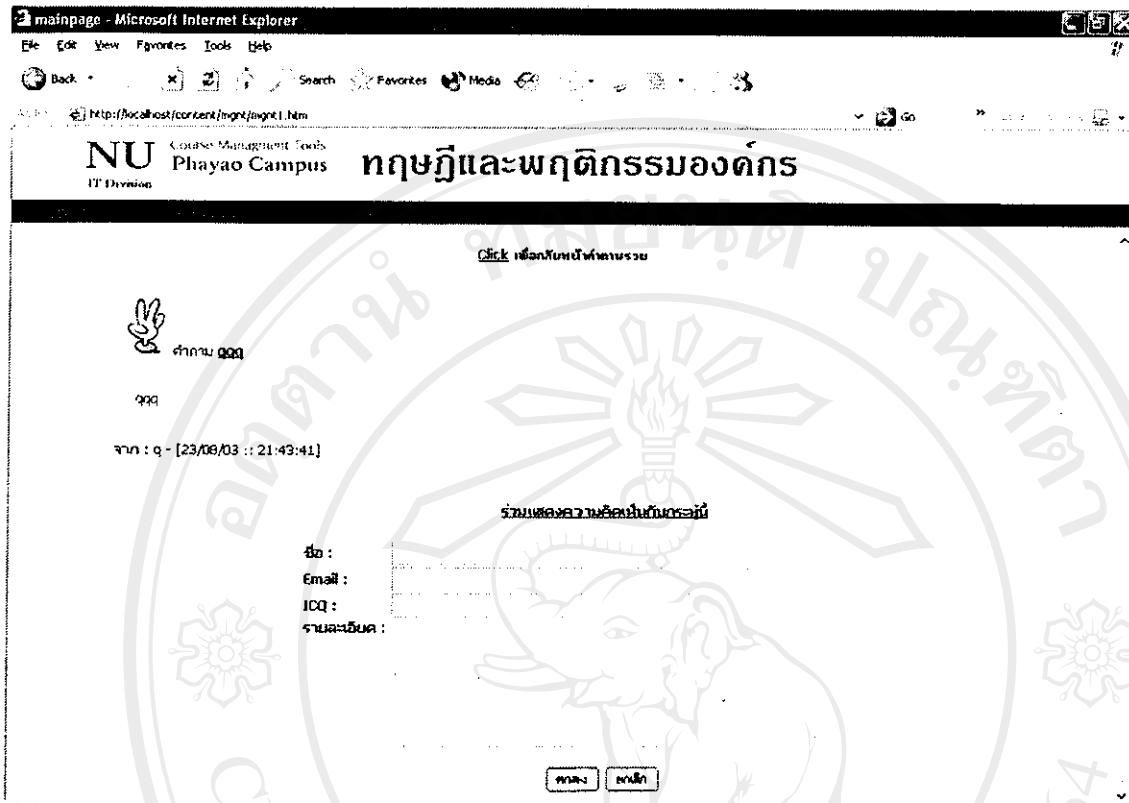 mainpage - Microsoft Internet Explorer
File Edit View Favorites Tools Help
Back Search Favorites Media
http://localhost/content/mgnt/mgnt1.htm Go
NU Course Managment Tools
Phayao Campus
IT Division
ทฤษฎีและพฤติกรรมองค์กร
Click เพื่อกลับหน้าคำถามรวม
คำถาม qqq
qqq
จาก : q - [23/08/03 :: 21:43:41]
ร่วมแสดงความคิดเห็นกับกระทู้นี้
ชื่อ :
Email :
ICQ :
รายละเอียด :
ตกลง ยกเลิก